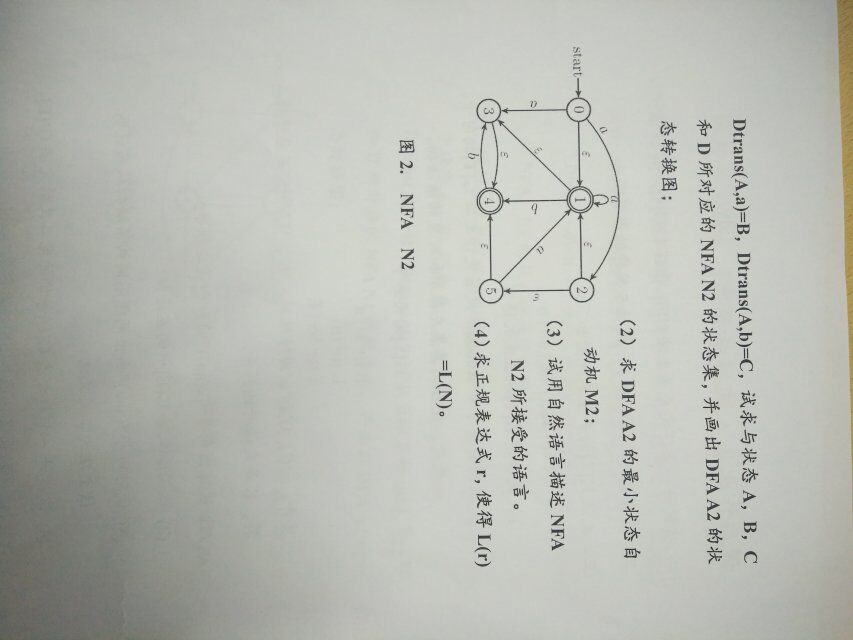 Dtrans(A,a)=B，Dtrans(A,b)=C，试求与状态 A，B，C
和 D 所对应的 NFA N2 的状态集，并画出 DFA A2 的状
态转换图；
（2）求 DFA A2 的最小状态自
动机 M2；
（3）试用自然语言描述 NFA
N2 所接受的语言。
（4）求正规表达式 r，使得 L(r)
=L(N)。
a
a
start 0 ε 1 ε 2
a ε b a ε
3 ε 4 ε 5
b
图 2. NFA N2